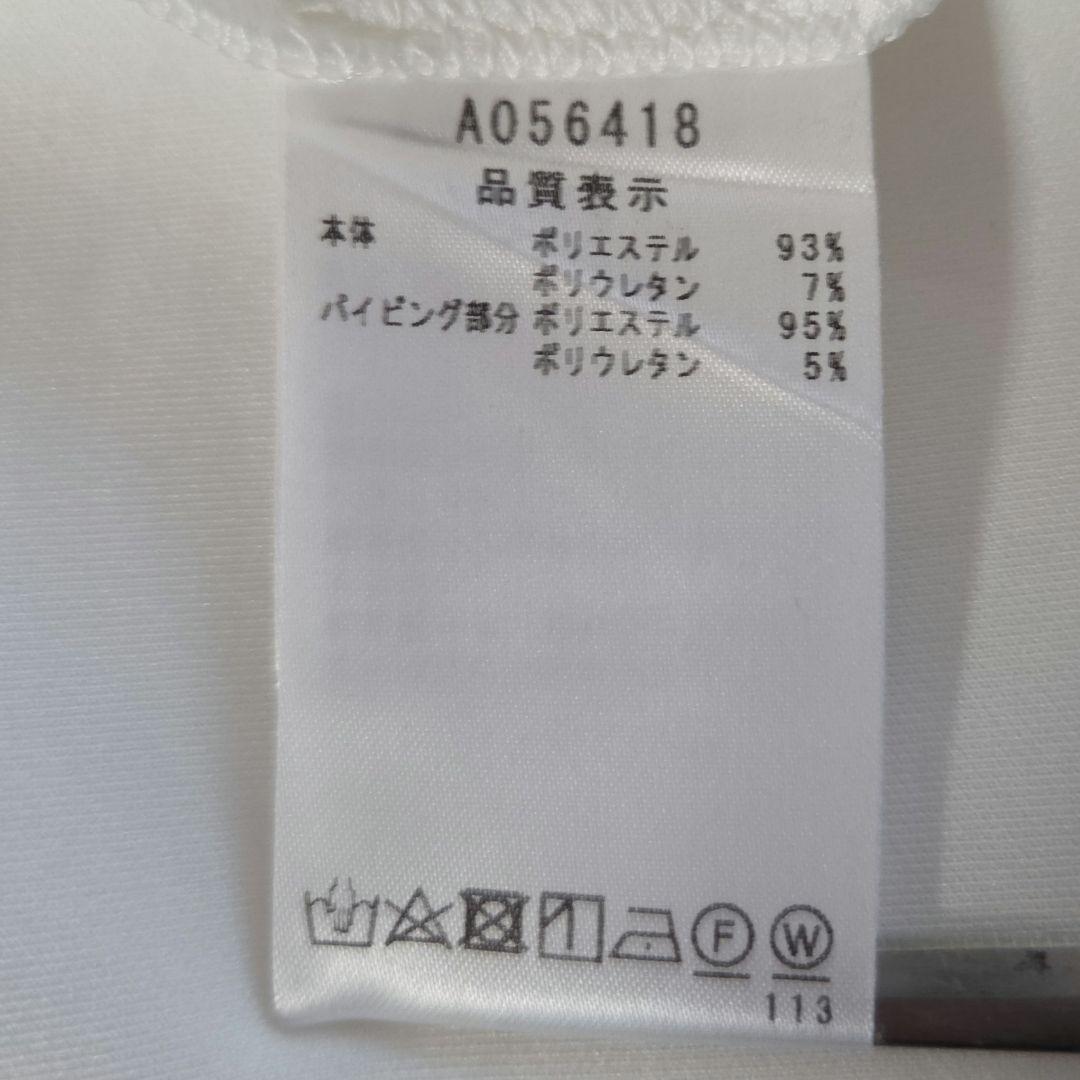 A056418
品質表示
本体 ポリエステル 93%
ポリウレタン 7%
パイピング部分 ポリエステル 95%
ポリウレタン 5%
F W
113